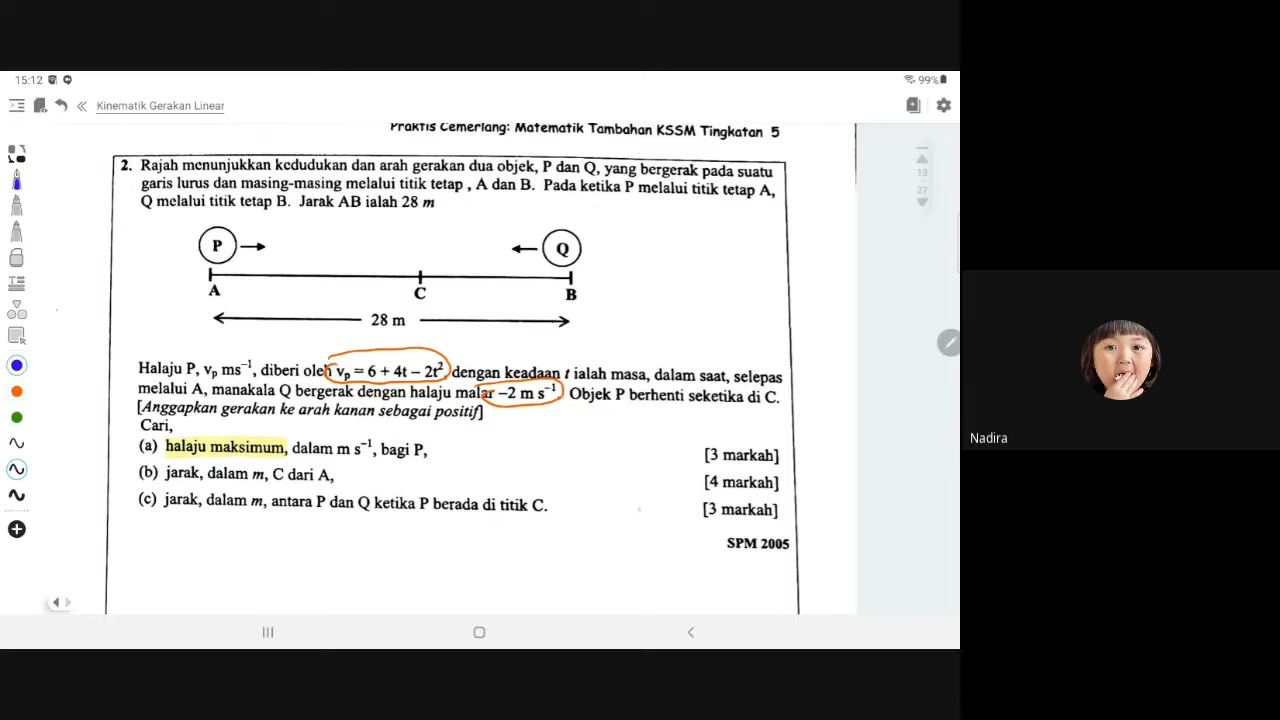 15:12
99%
Kinematik Gerakan Linear
Praktis Cemerlang: Matematik Tambahan KSSM Tingkatan 5
13
27
2. Rajah menunjukkan kedudukan dan arah gerakan dua objek, P dan Q, yang bergerak pada suatu
garis lurus dan masing-masing melalui titik tetap , A dan B. Pada ketika P melalui titik tetap A,
Q melalui titik tetap B. Jarak AB ialah 28 m
P
Q
A
C
B
28 m
Halaju P, vₚ ms⁻¹, diberi oleh vₚ = 6 + 4t − 2t², dengan keadaan t ialah masa, dalam saat, selepas
melalui A, manakala Q bergerak dengan halaju malar −2 m s⁻¹. Objek P berhenti seketika di C.
[Anggapkan gerakan ke arah kanan sebagai positif]
Cari,
(a) halaju maksimum, dalam m s⁻¹, bagi P, [3 markah]
(b) jarak, dalam m, C dari A, [4 markah]
(c) jarak, dalam m, antara P dan Q ketika P berada di titik C. [3 markah]
SPM 2005
Nadira